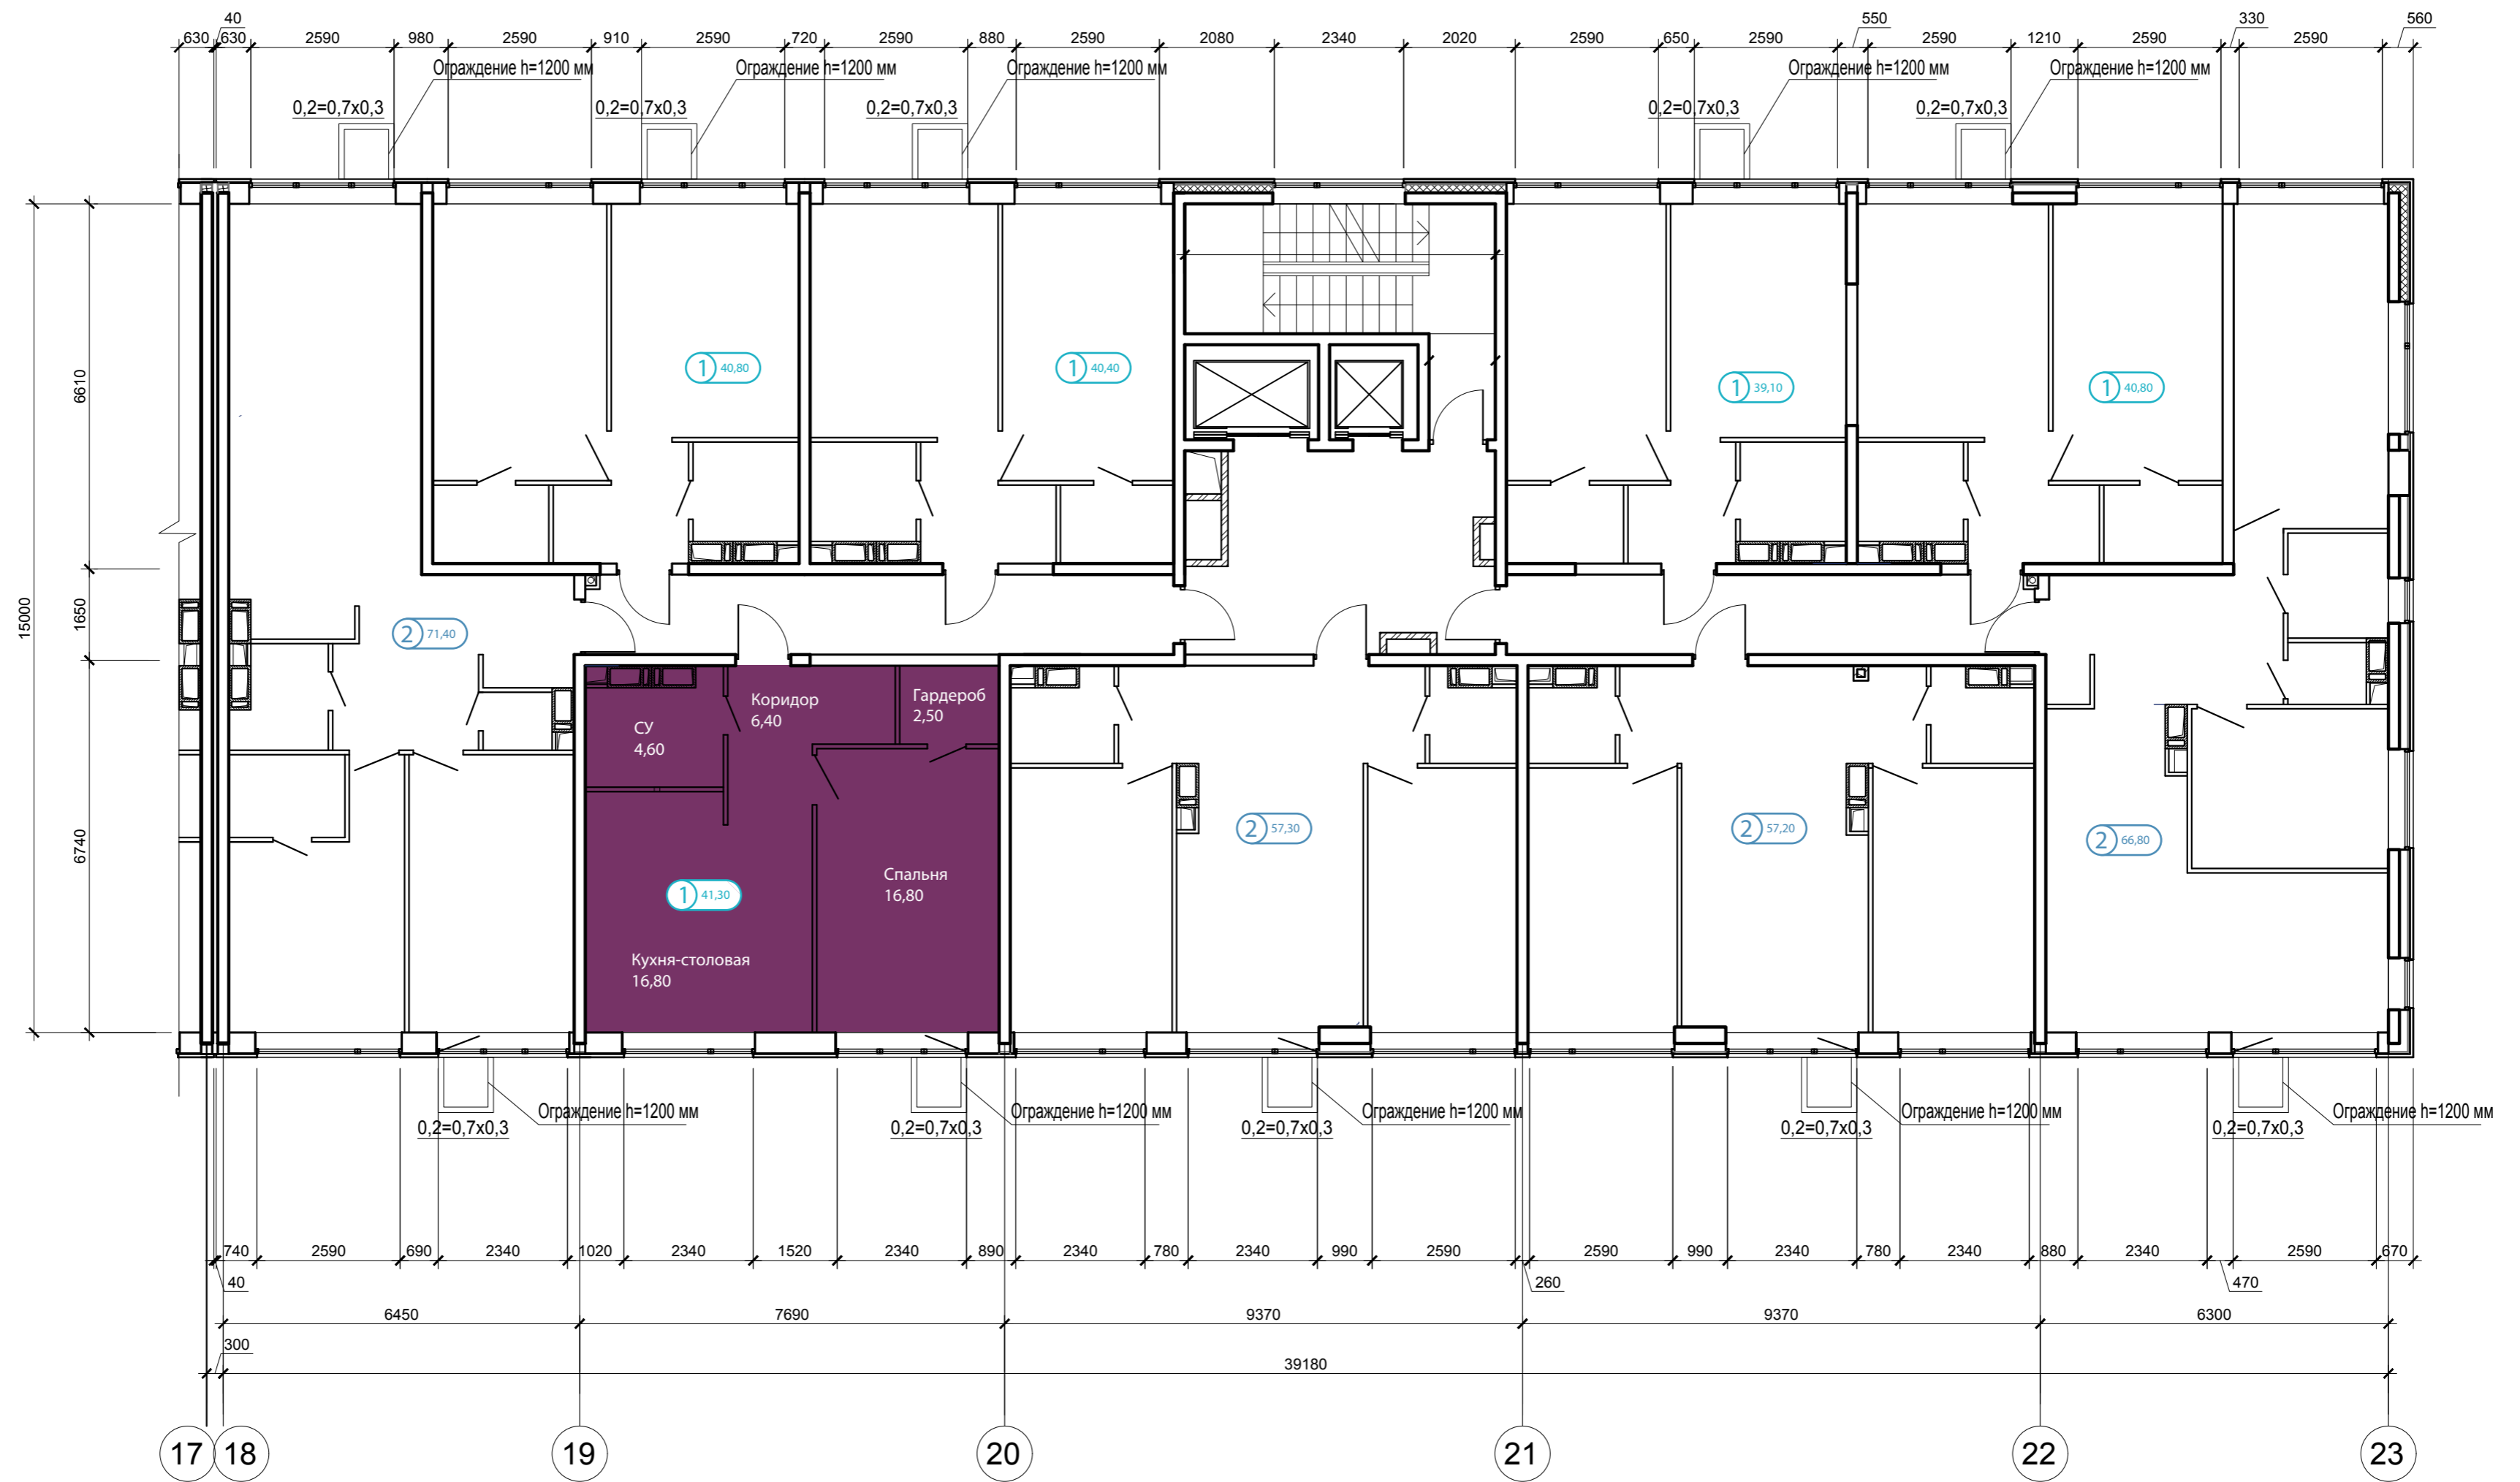 40 550 330 560
630 630 2590 980 2590 910 2590 720 2590 880 2590 2080 2340 2020 2590 650 2590 2590 1210 2590 2590
Ограждение h=1200 мм Ограждение h=1200 мм Ограждение h=1200 мм Ограждение h=1200 мм Ограждение h=1200 мм
0,2=0,7x0,3 0,2=0,7x0,3 0,2=0,7x0,3 0,2=0,7x0,3 0,2=0,7x0,3
15000
6610
1650
6740
1 40,80
1 40,40
1 39,10
1 40,80
2 71,40
СУ
4,60
Коридор
6,40
Гардероб
2,50
Спальня
16,80
1 41,30
Кухня-столовая
16,80
2 57,30
2 57,20
2 66,80
Ограждение h=1200 мм Ограждение h=1200 мм Ограждение h=1200 мм Ограждение h=1200 мм Ограждение h=1200 мм
0,2=0,7x0,3 0,2=0,7x0,3 0,2=0,7x0,3 0,2=0,7x0,3 0,2=0,7x0,3
740 2590 690 2340 1020 2340 1520 2340 890 2340 780 2340 990 2590 2590 990 2340 780 2340 880 2340 2590 670
40 260 470
6450 7690 9370 9370 6300
300
39180
17 18 19 20 21 22 23